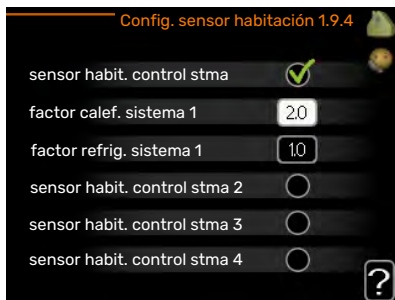 Config. sensor habitación 1.9.4
sensor habit. control stma
factor calef. sistema 1 2.0
factor refrig. sistema 1 1.0
sensor habit. control stma 2
sensor habit. control stma 3
sensor habit. control stma 4
?